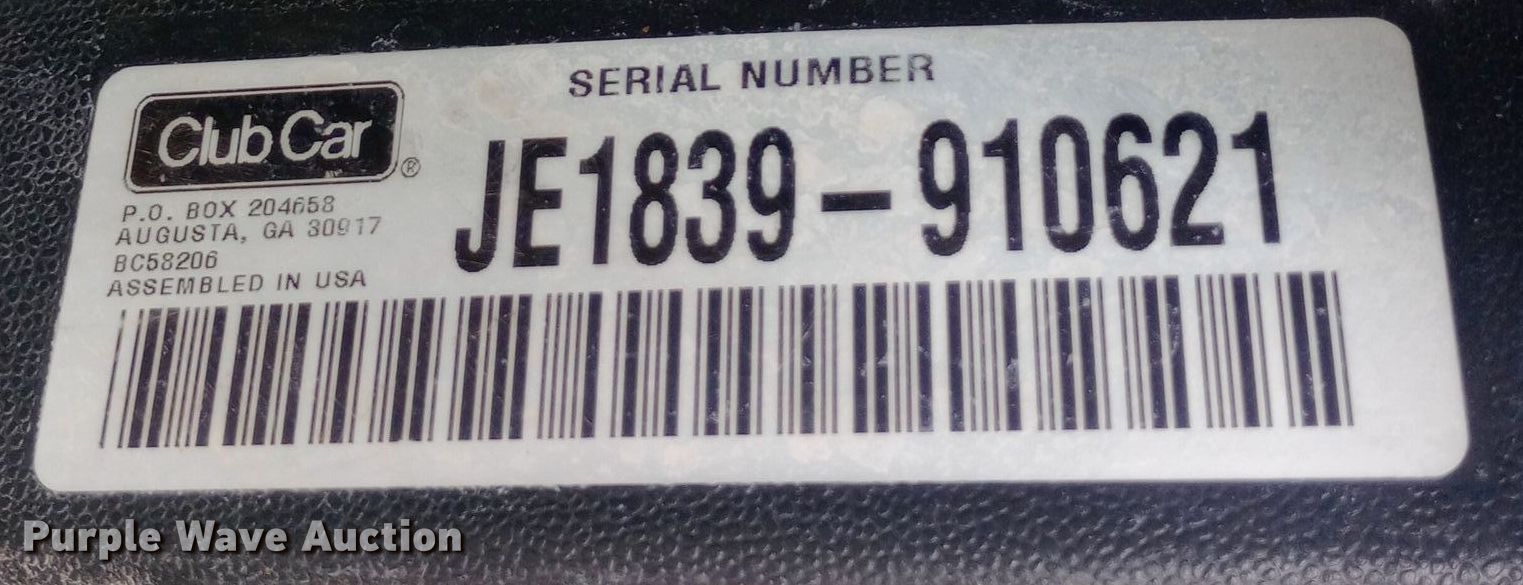 SERIAL NUMBER
Club Car®
JE1839-910621
P.O. BOX 204658
AUGUSTA, GA 30917
BC58206
ASSEMBLED IN USA
Purple Wave Auction